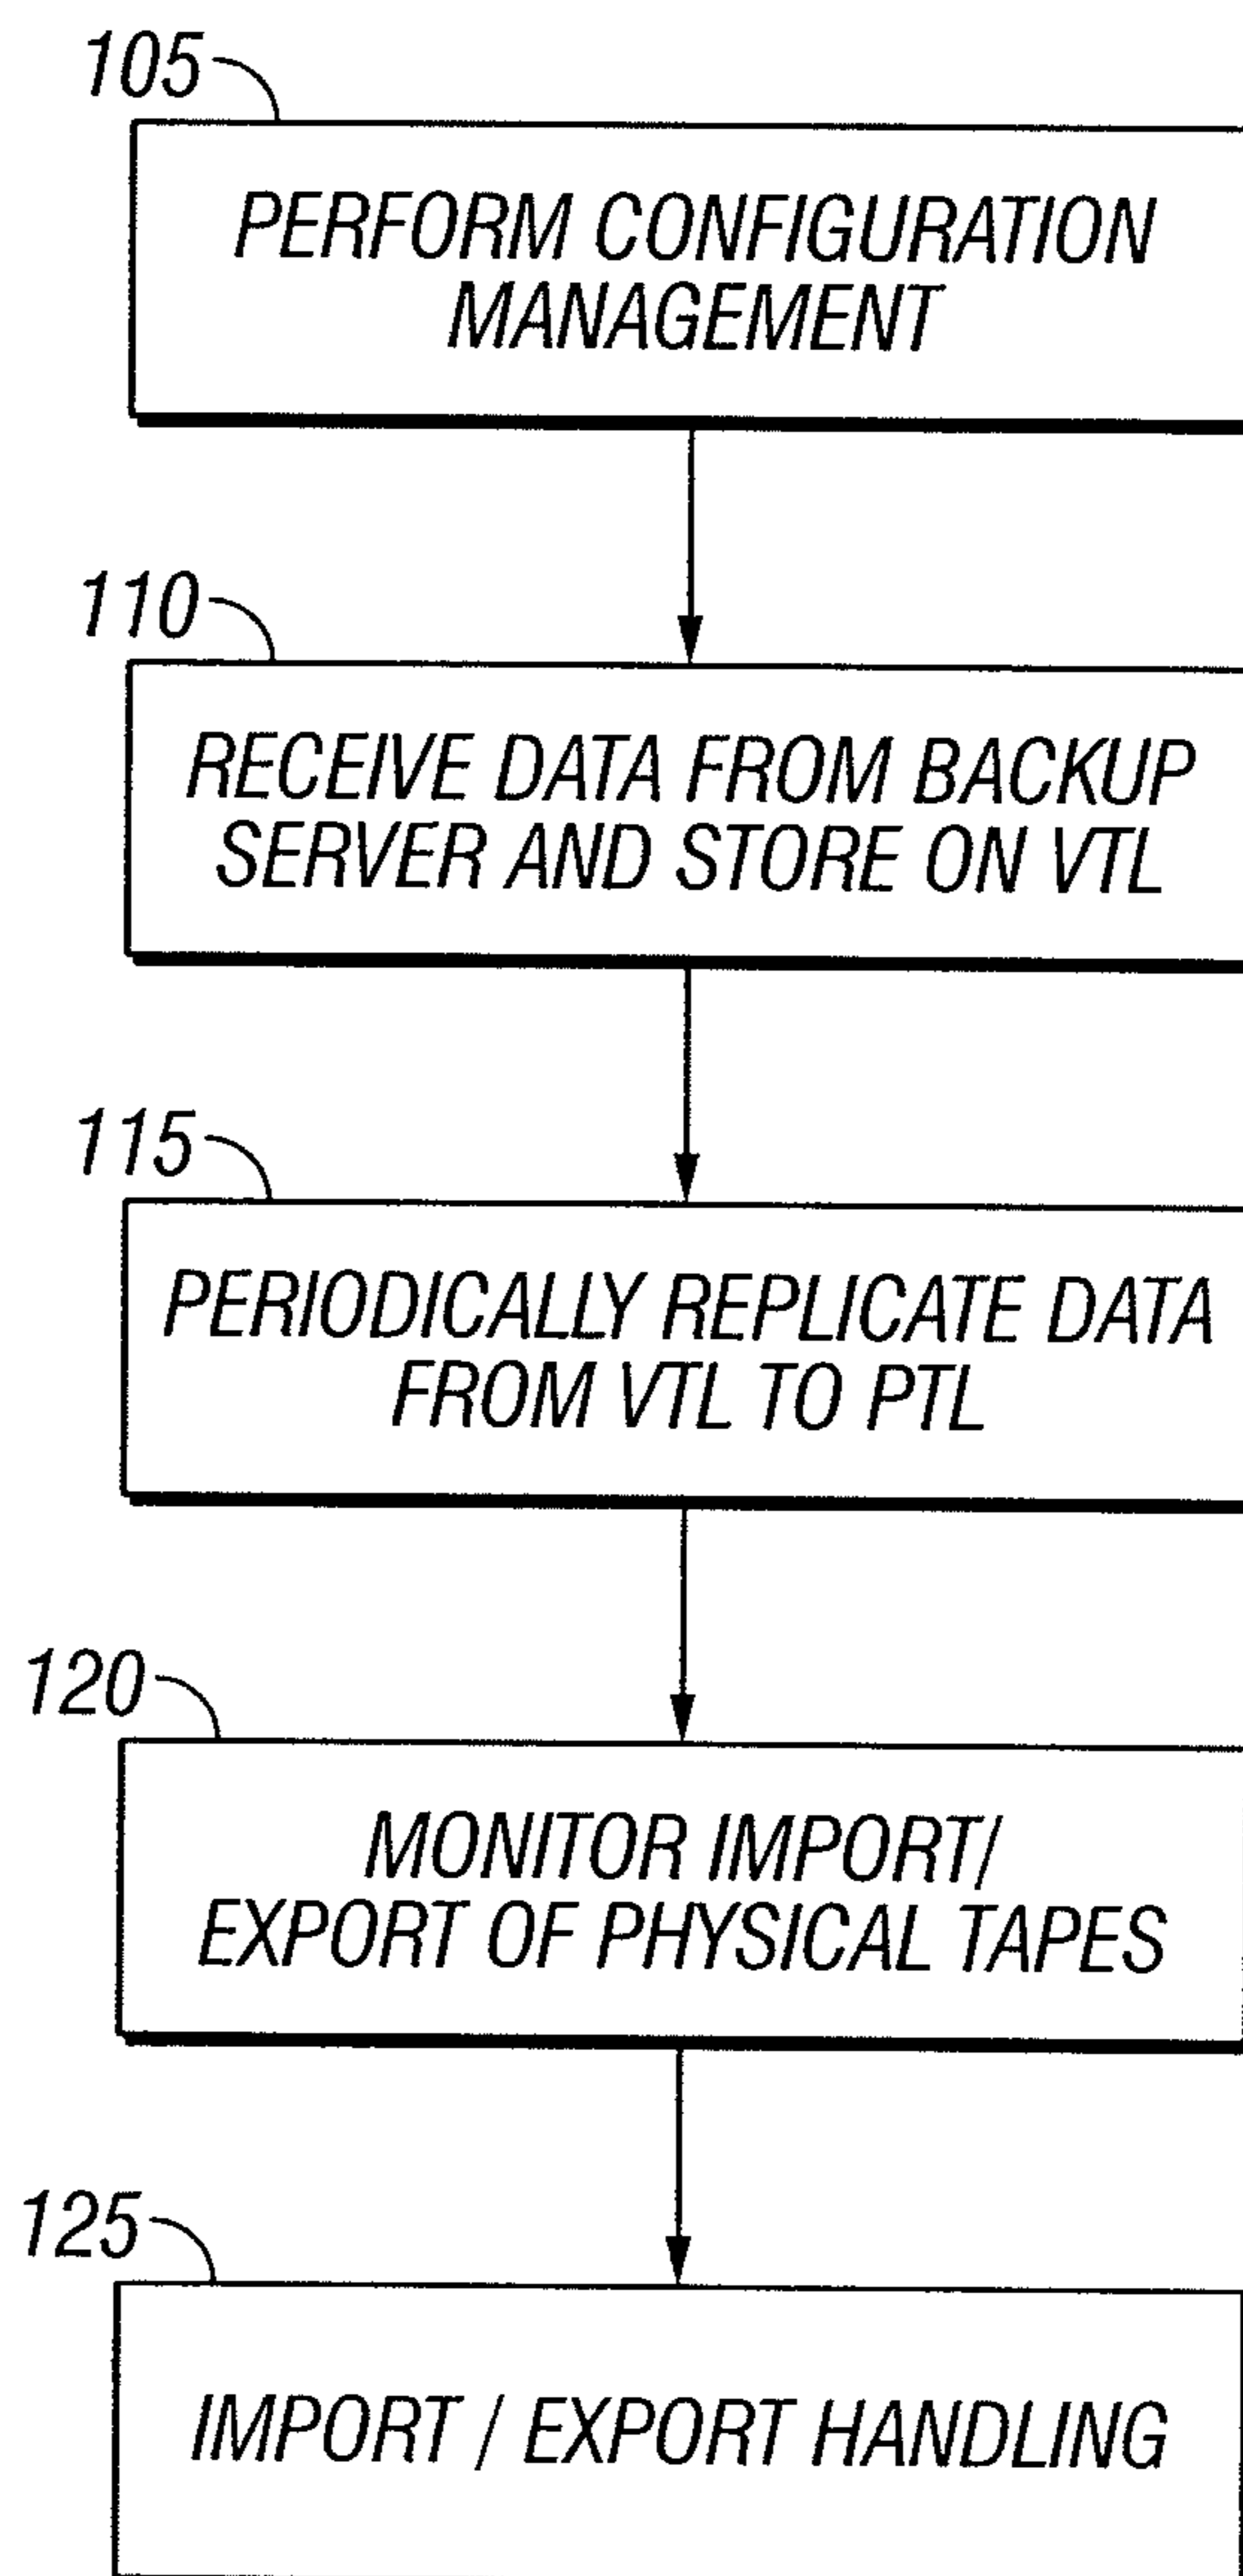 105
PERFORM CONFIGURATION
MANAGEMENT
110
RECEIVE DATA FROM BACKUP
SERVER AND STORE ON VTL
115
PERIODICALLY REPLICATE DATA
FROM VTL TO PTL
120
MONITOR IMPORT/
EXPORT OF PHYSICAL TAPES
125
IMPORT / EXPORT HANDLING